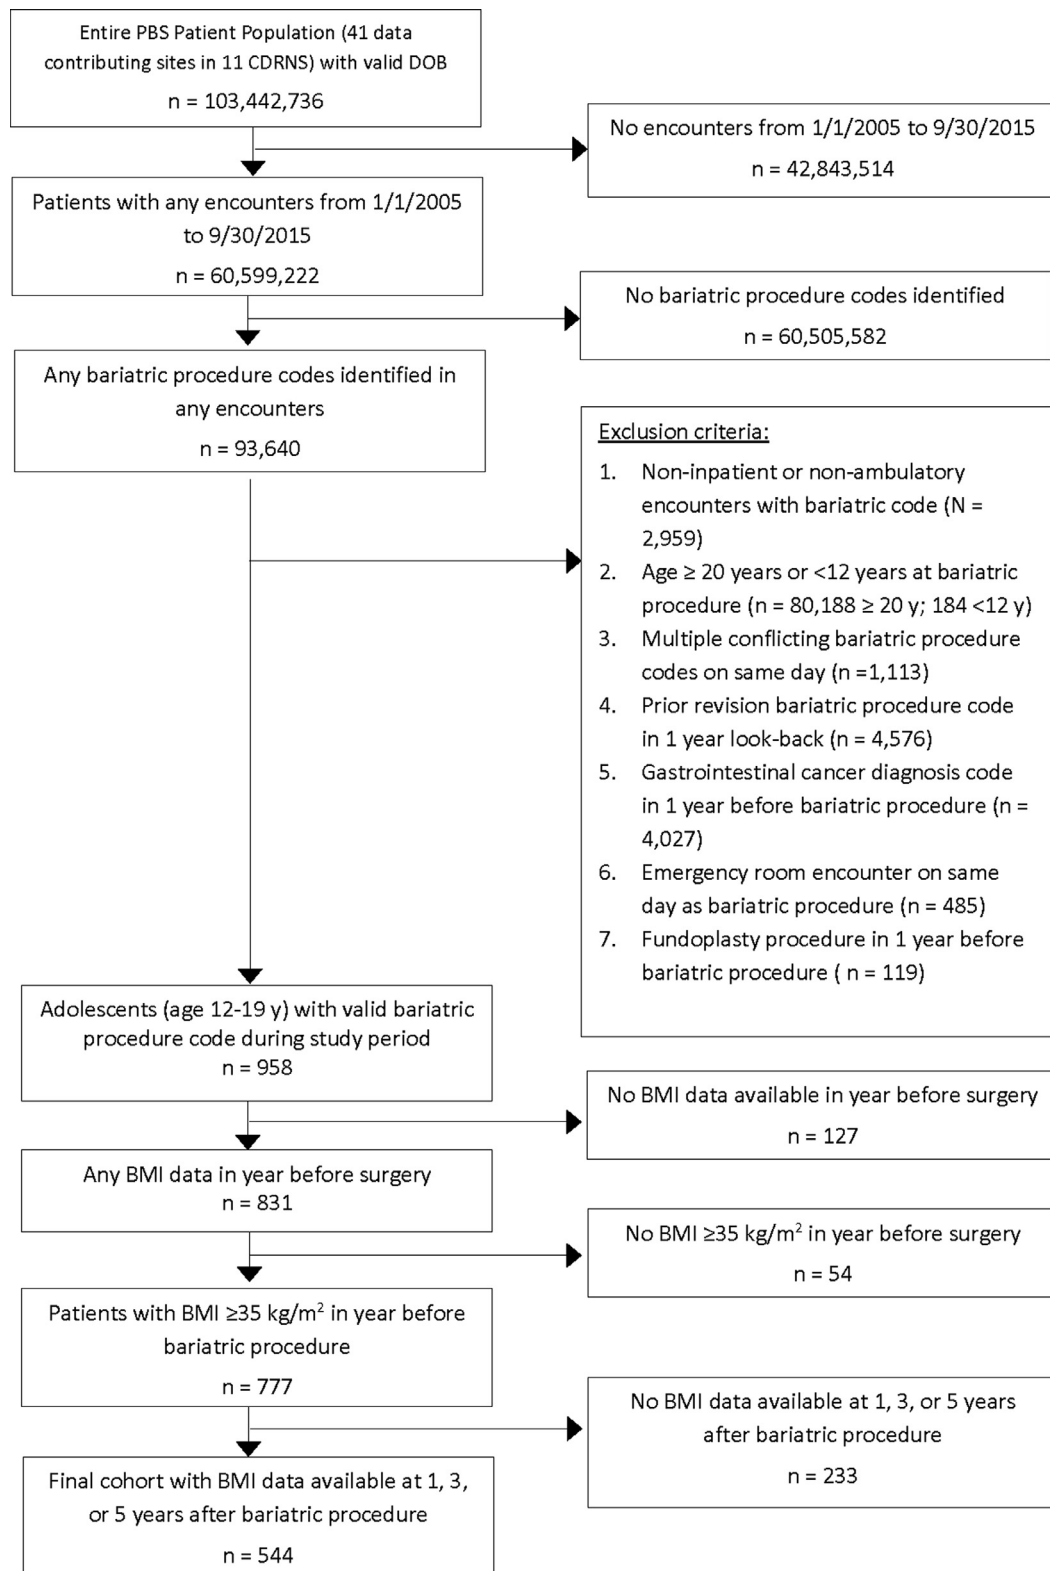 Entire PBS Patient Population (41 data
contributing sites in 11 CDRNS) with valid DOB
n = 103,442,736
No encounters from 1/1/2005 to 9/30/2015
n = 42,843,514
Patients with any encounters from 1/1/2005
to 9/30/2015
n = 60,599,222
No bariatric procedure codes identified
n = 60,505,582
Any bariatric procedure codes identified in
any encounters
n = 93,640
Exclusion criteria:
1. Non-inpatient or non-ambulatory
encounters with bariatric code (N =
2,959)
2. Age ≥ 20 years or <12 years at bariatric
procedure (n = 80,188 ≥ 20 y; 184 <12 y)
3. Multiple conflicting bariatric procedure
codes on same day (n =1,113)
4. Prior revision bariatric procedure code
in 1 year look-back (n = 4,576)
5. Gastrointestinal cancer diagnosis code
in 1 year before bariatric procedure (n =
4,027)
6. Emergency room encounter on same
day as bariatric procedure (n = 485)
7. Fundoplasty procedure in 1 year before
bariatric procedure ( n = 119)
Adolescents (age 12-19 y) with valid bariatric
procedure code during study period
n = 958
No BMI data available in year before surgery
n = 127
Any BMI data in year before surgery
n = 831
No BMI ≥35 kg/m² in year before surgery
n = 54
Patients with BMI ≥35 kg/m² in year before
bariatric procedure
n = 777
No BMI data available at 1, 3, or 5 years
after bariatric procedure
n = 233
Final cohort with BMI data available at 1, 3,
or 5 years after bariatric procedure
n = 544